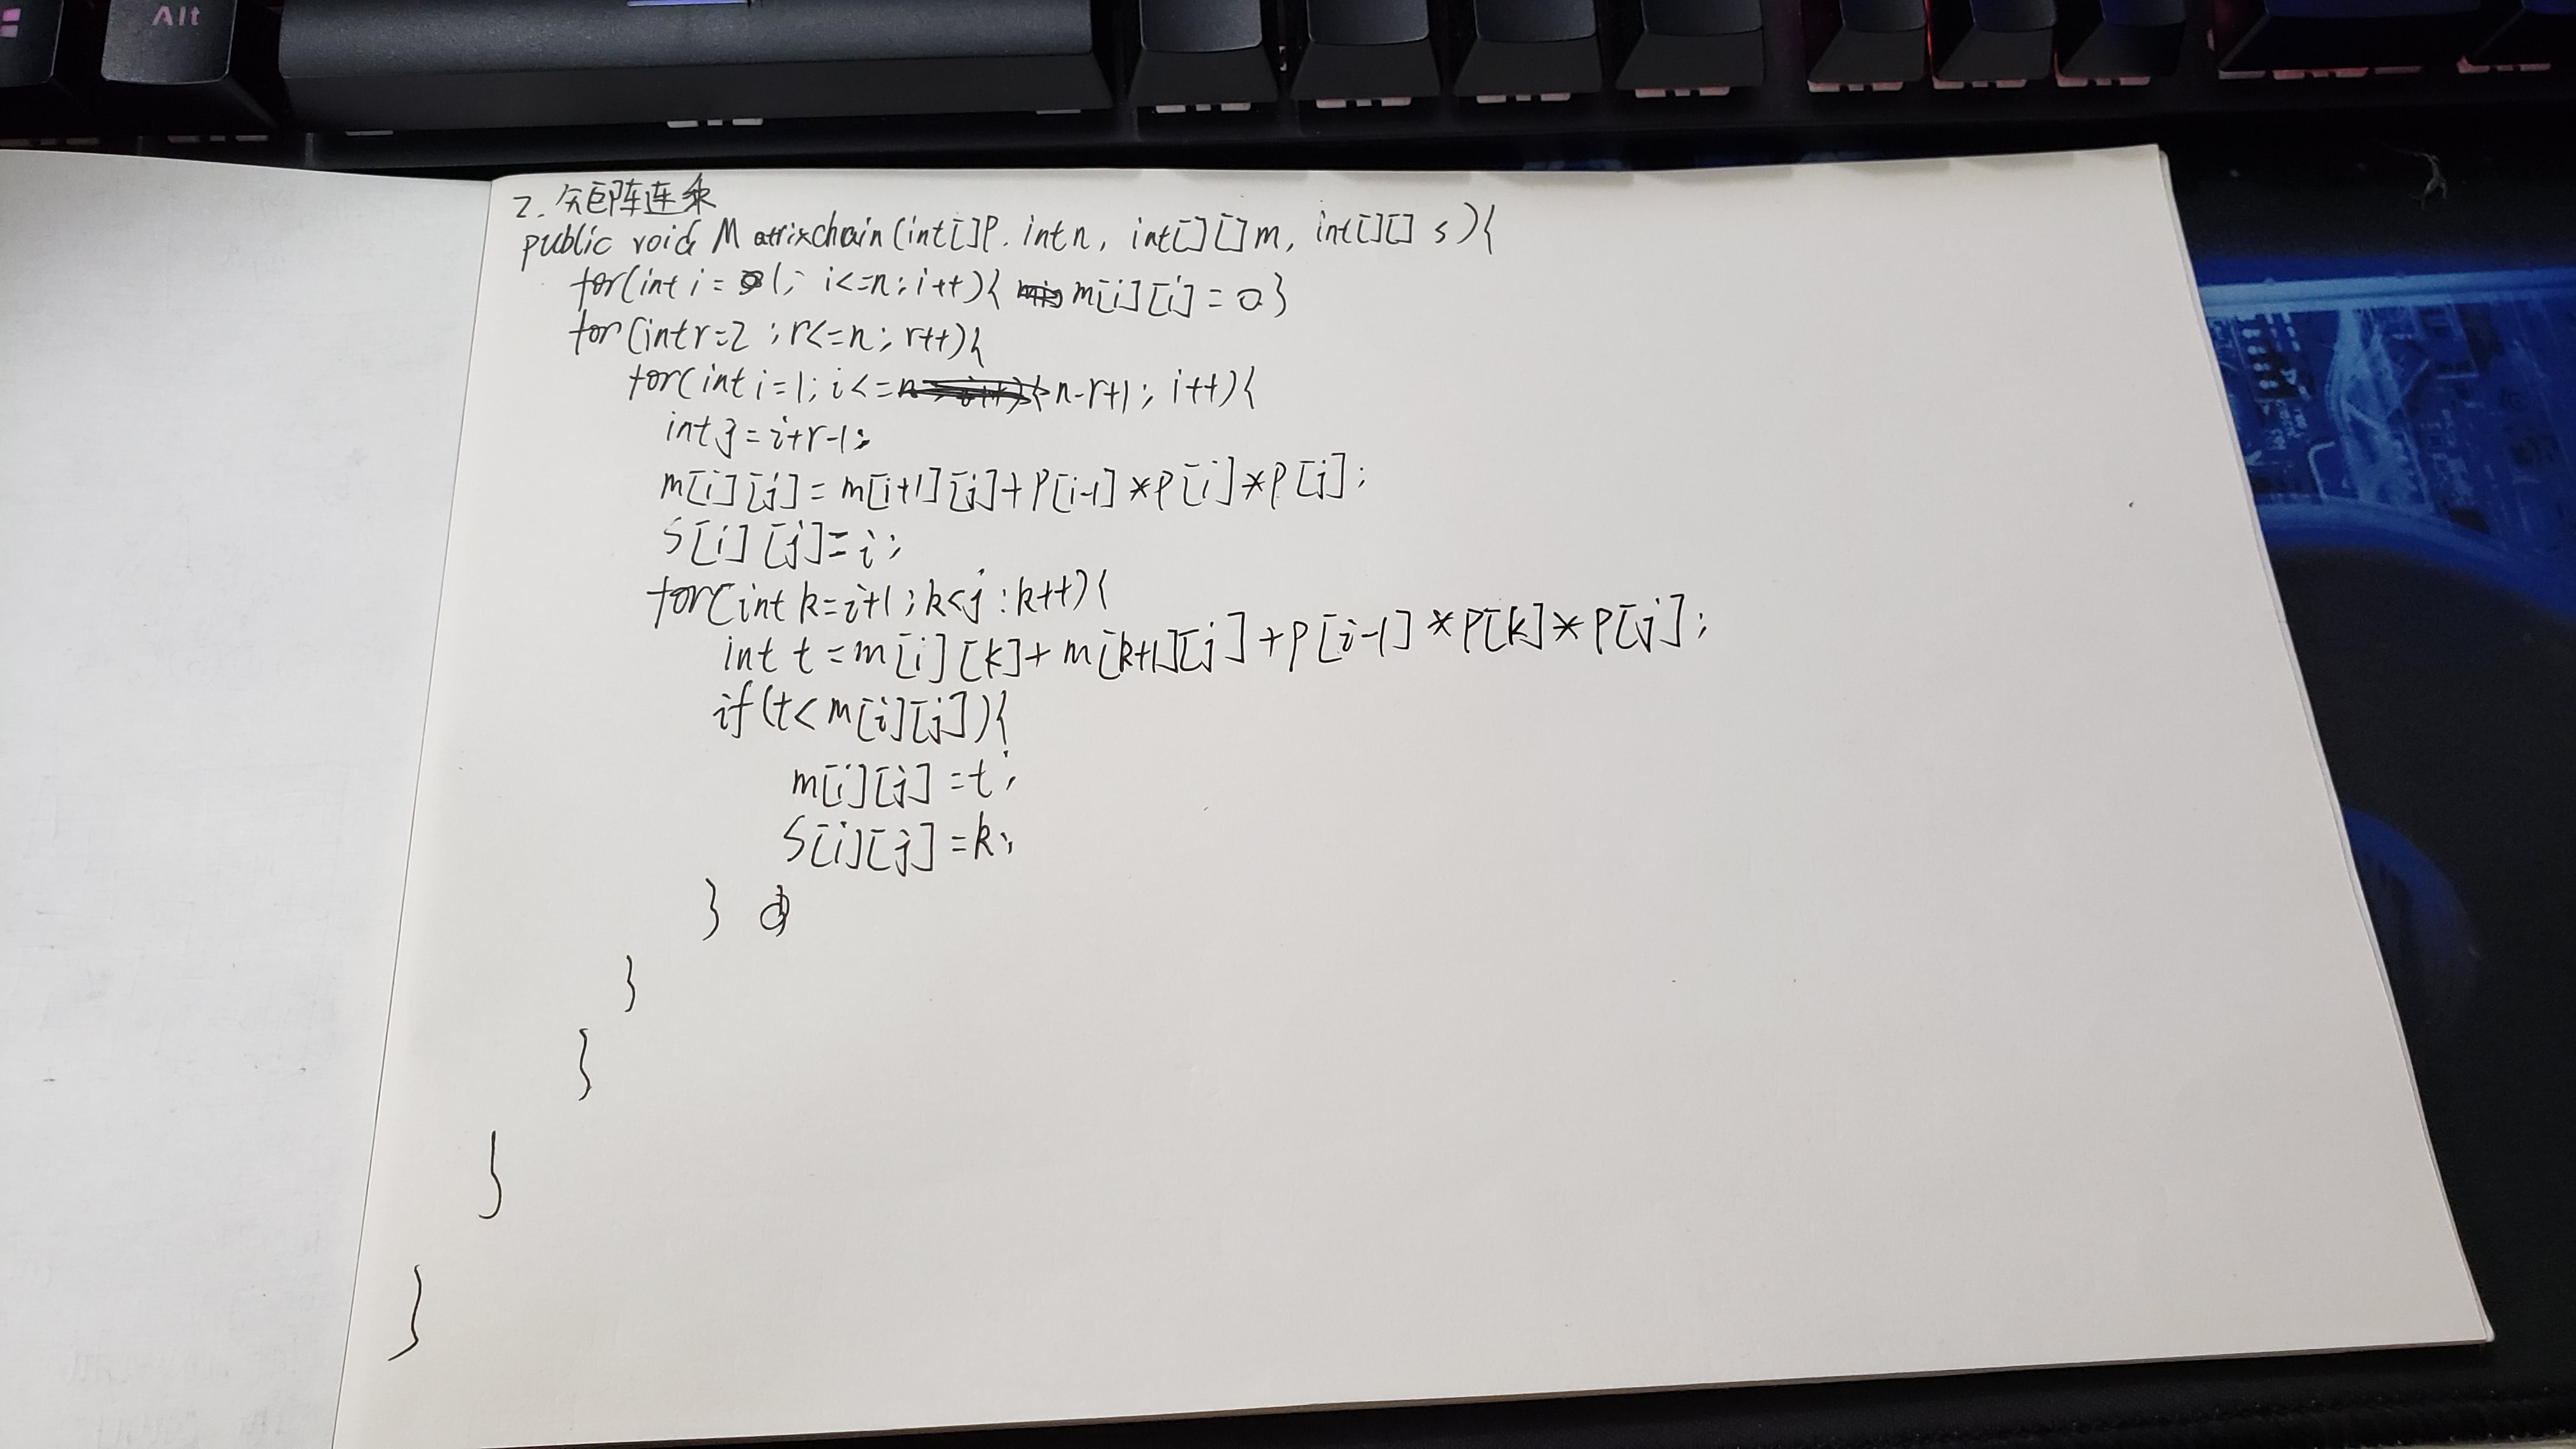 2. 矩阵连乘
public void Matrixchain(int[]P. int n, int[][]m, int[][] s){
for(int i = 1; i<=n; i++){ m[i][i] = 0}
for(int r=2; r<=n; r++){
for(int i=1; i<= n-r+1; i++){
int j = i+r-1;
m[i][j] = m[i+1][j] + P[i-1] * P[i] * P[j];
S[i][j] = i;
for(int k=i+1; k<j; k++){
int t = m[i][k] + m[k+1][j] + P[i-1] * P[k] * P[j];
if(t< m[i][j]){
m[i][j] = t;
S[i][j] = k;
}
}
}
}
}
Alt